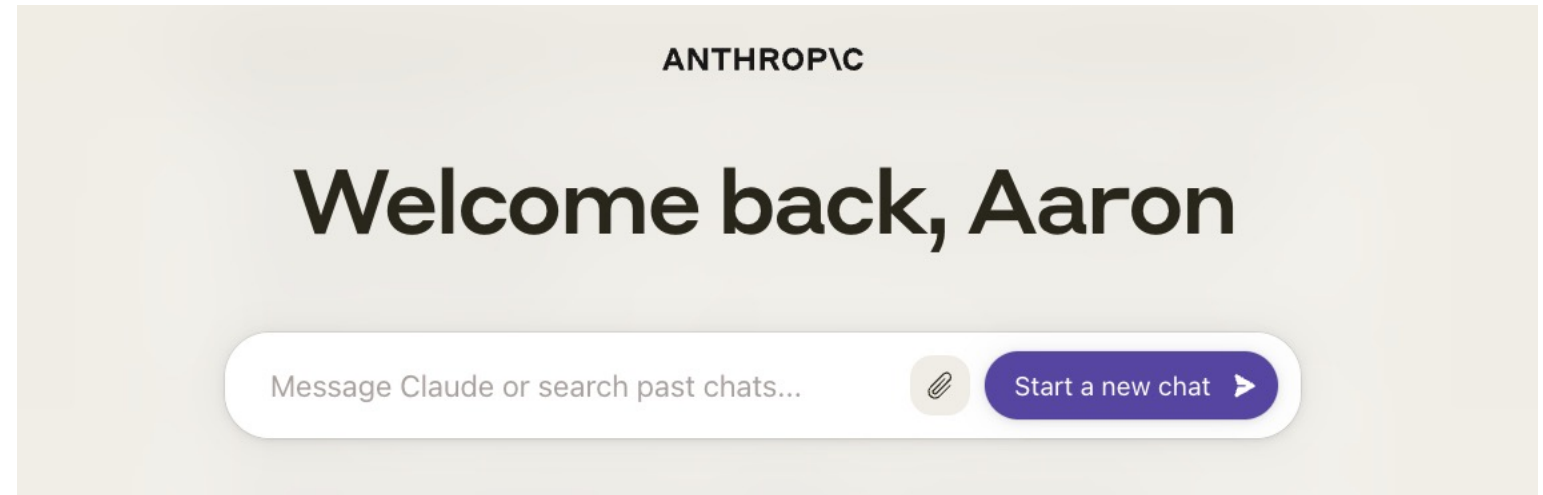 ANTHROP\C
Welcome back, Aaron
Message Claude or search past chats...
Start a new chat